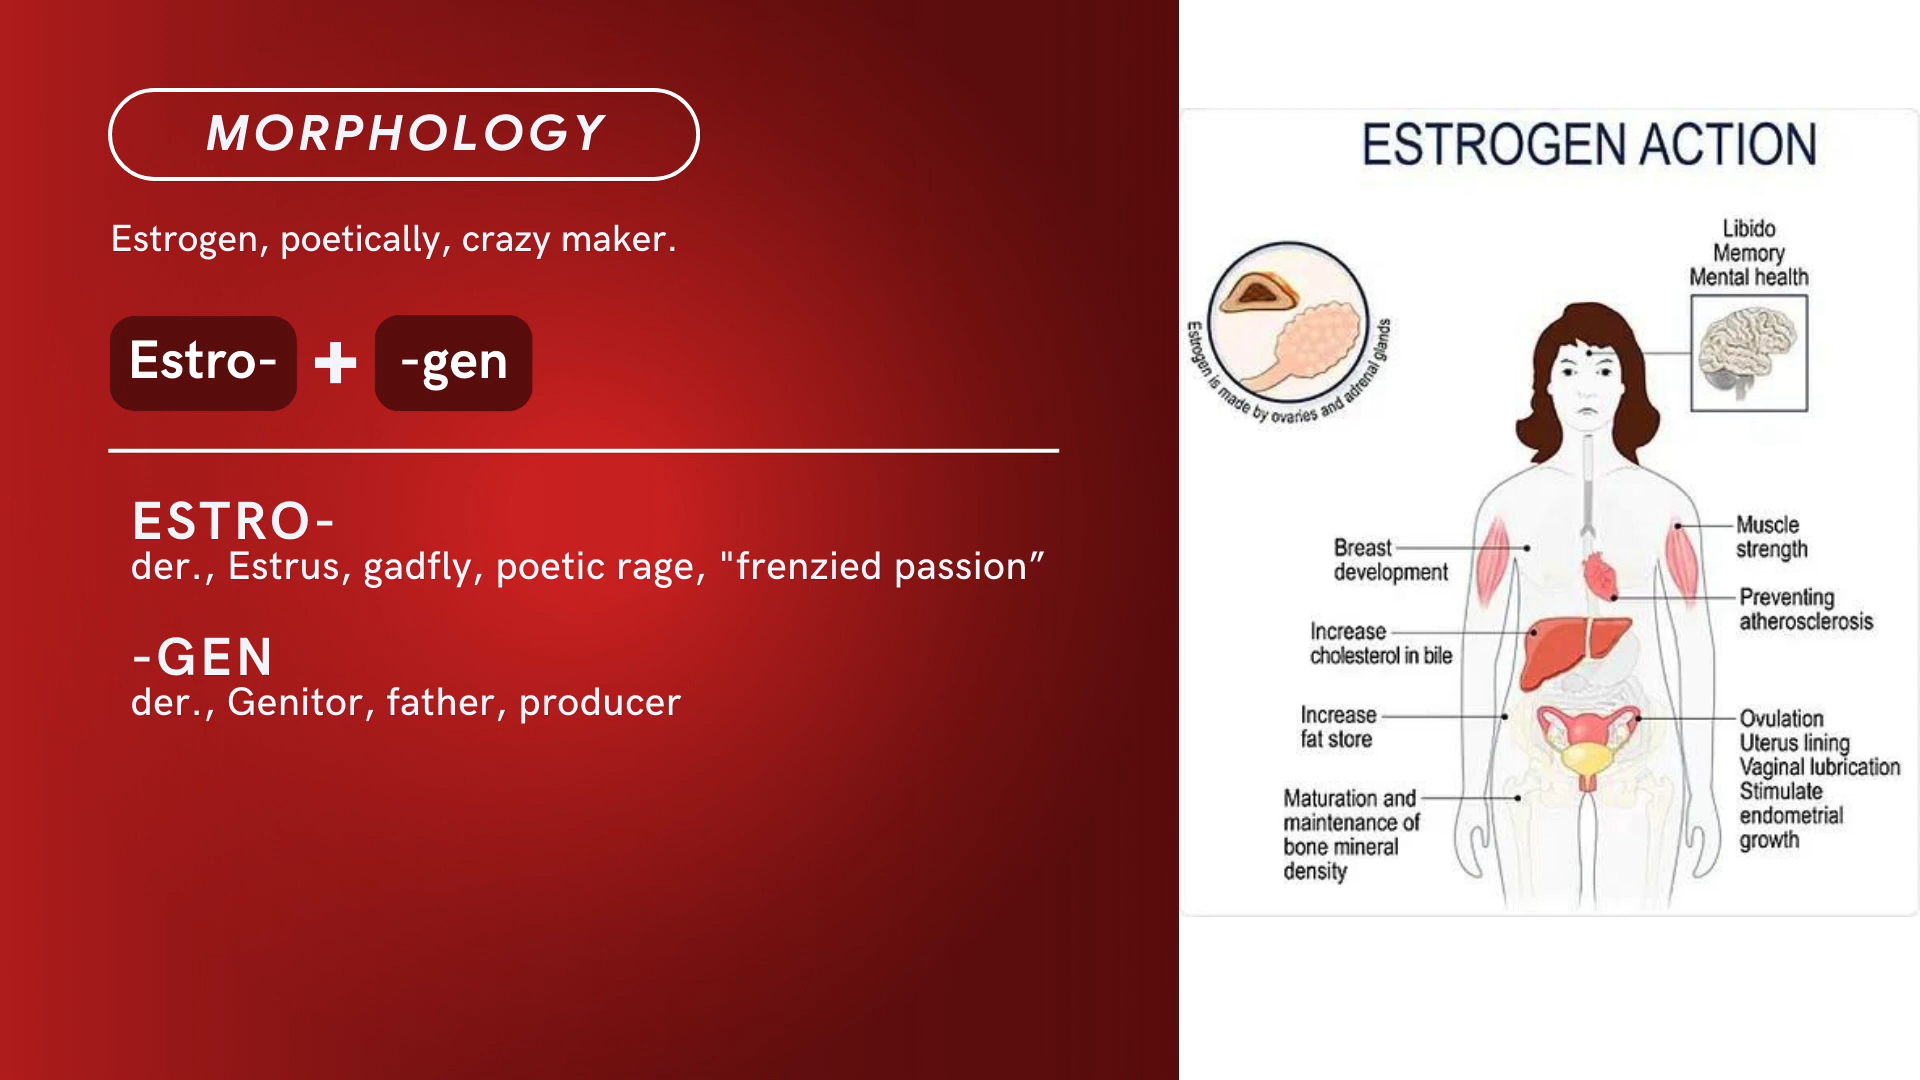 MORPHOLOGY
Estrogen, poetically, crazy maker.
Estro- + -gen
ESTRO-
der., Estrus, gadfly, poetic rage, "frenzied passion”
-GEN
der., Genitor, father, producer
ESTROGEN ACTION
Estrogen is made by ovaries and adrenal glands
Libido
Memory
Mental health
Breast
development
Increase
cholesterol in bile
Increase
fat store
Maturation and
maintenance of
bone mineral
density
Muscle
strength
Preventing
atherosclerosis
Ovulation
Uterus lining
Vaginal lubrication
Stimulate
endometrial
growth